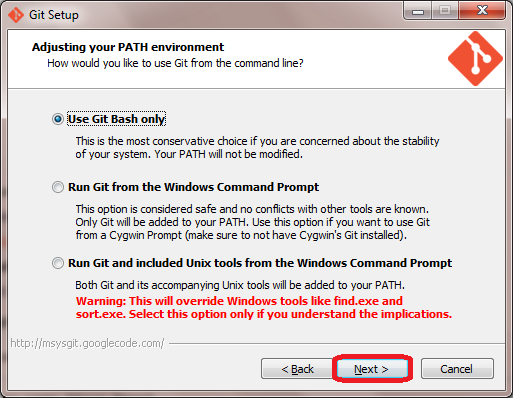 Git Setup
Adjusting your PATH environment
How would you like to use Git from the command line?
Use Git Bash only
This is the most conservative choice if you are concerned about the stability
of your system. Your PATH will not be modified.
Run Git from the Windows Command Prompt
This option is considered safe and no conflicts with other tools are known.
Only Git will be added to your PATH. Use this option if you want to use Git
from a Cygwin Prompt (make sure to not have Cygwin's Git installed).
Run Git and included Unix tools from the Windows Command Prompt
Both Git and its accompanying Unix tools will be added to your PATH.
Warning: This will override Windows tools like find.exe and
sort.exe. Select this option only if you understand the implications.
http://msysgit.googlecode.com/
< Back Next > Cancel